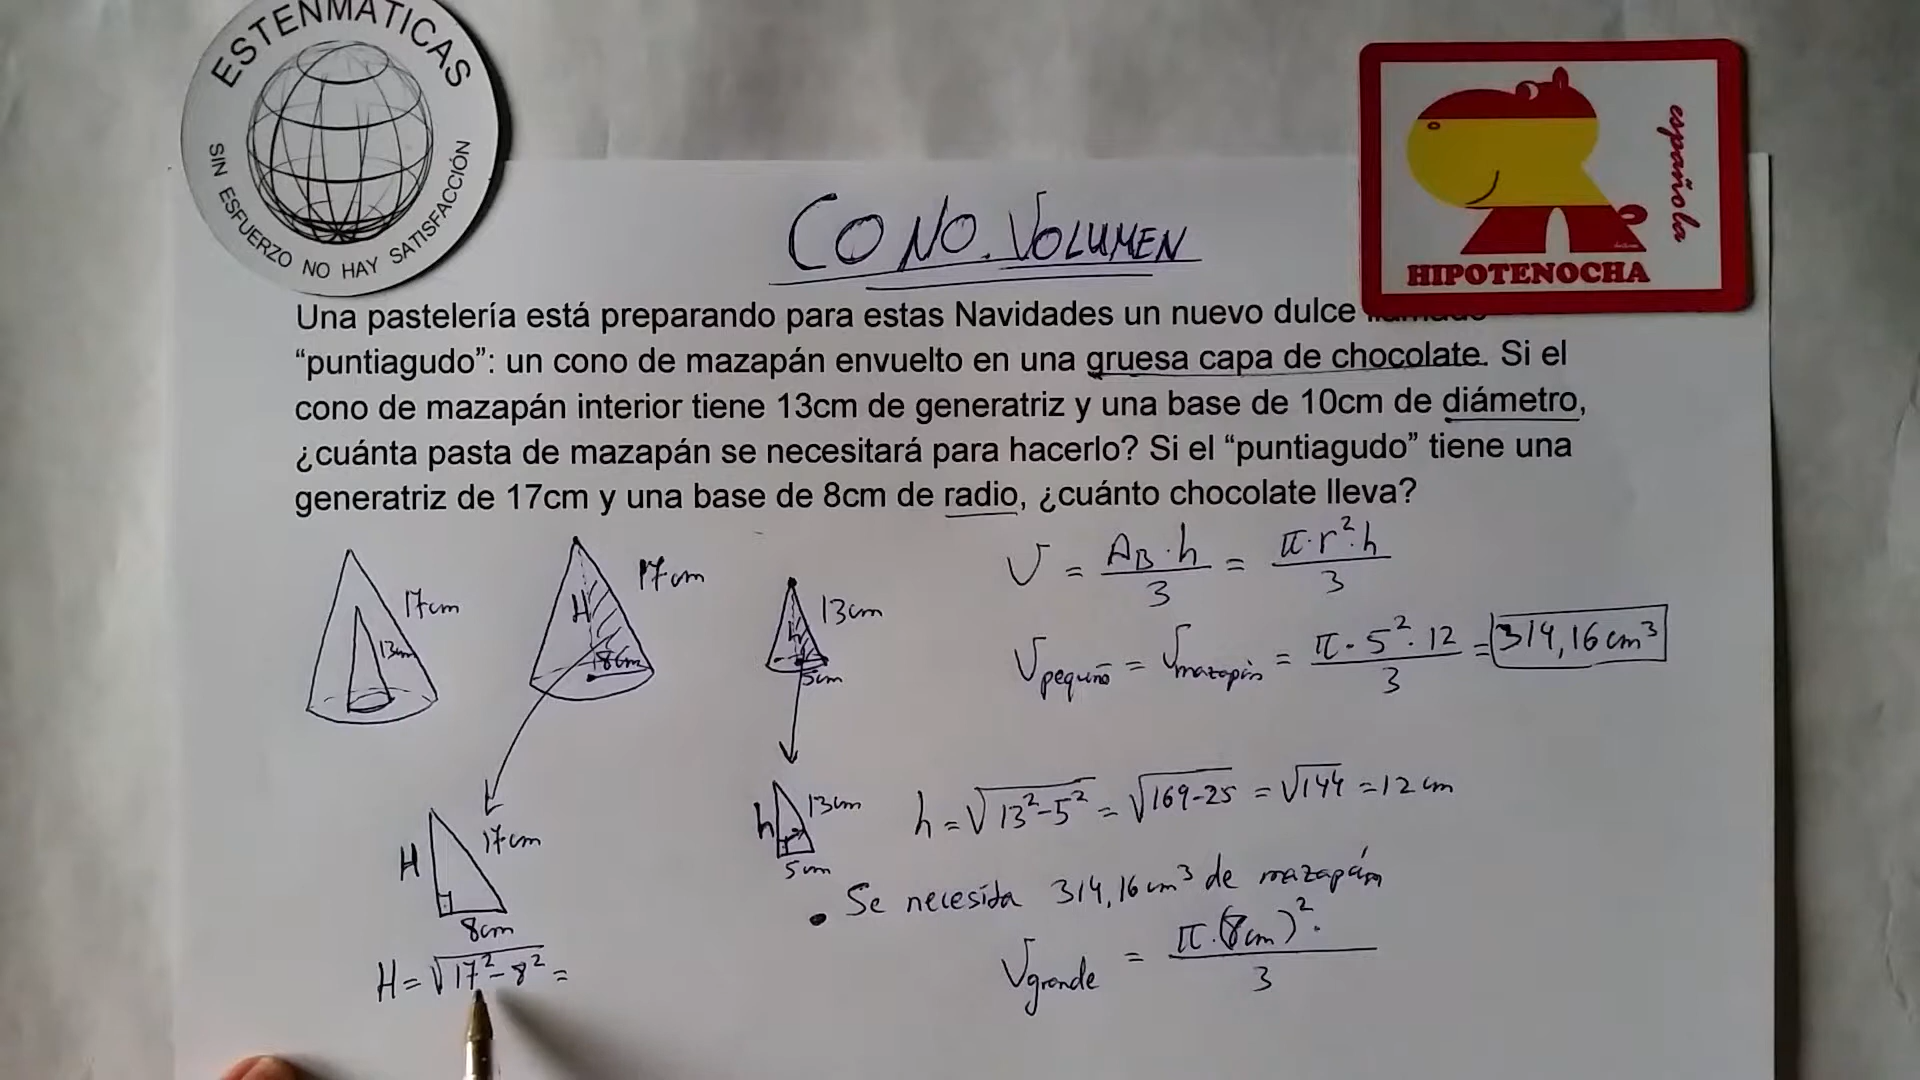 ESTENMÁTICAS
SIN ESFUERZO NO HAY SATISFACCIÓN
española
HIPOTENOCHA
CONO. VOLUMEN
Una pastelería está preparando para estas Navidades un nuevo dulce
“puntiagudo”: un cono de mazapán envuelto en una gruesa capa de chocolate. Si el
cono de mazapán interior tiene 13cm de generatriz y una base de 10cm de diámetro,
¿cuánta pasta de mazapán se necesitará para hacerlo? Si el “puntiagudo” tiene una
generatriz de 17cm y una base de 8cm de radio, ¿cuánto chocolate lleva?
17cm
13cm
17cm
H
8cm
13cm
h
5cm
V = AB·h/3 = π·r²·h/3
Vpequeño = Vmazapán = π·5²·12/3 = 314,16 cm³
H
17cm
8cm
h
13cm
5cm
h = √13²-5² = √169-25 = √144 = 12 cm
• Se necesita 314,16 cm³ de mazapán
H = √17²-8² =
Vgrande = π·(8cm)²·/3